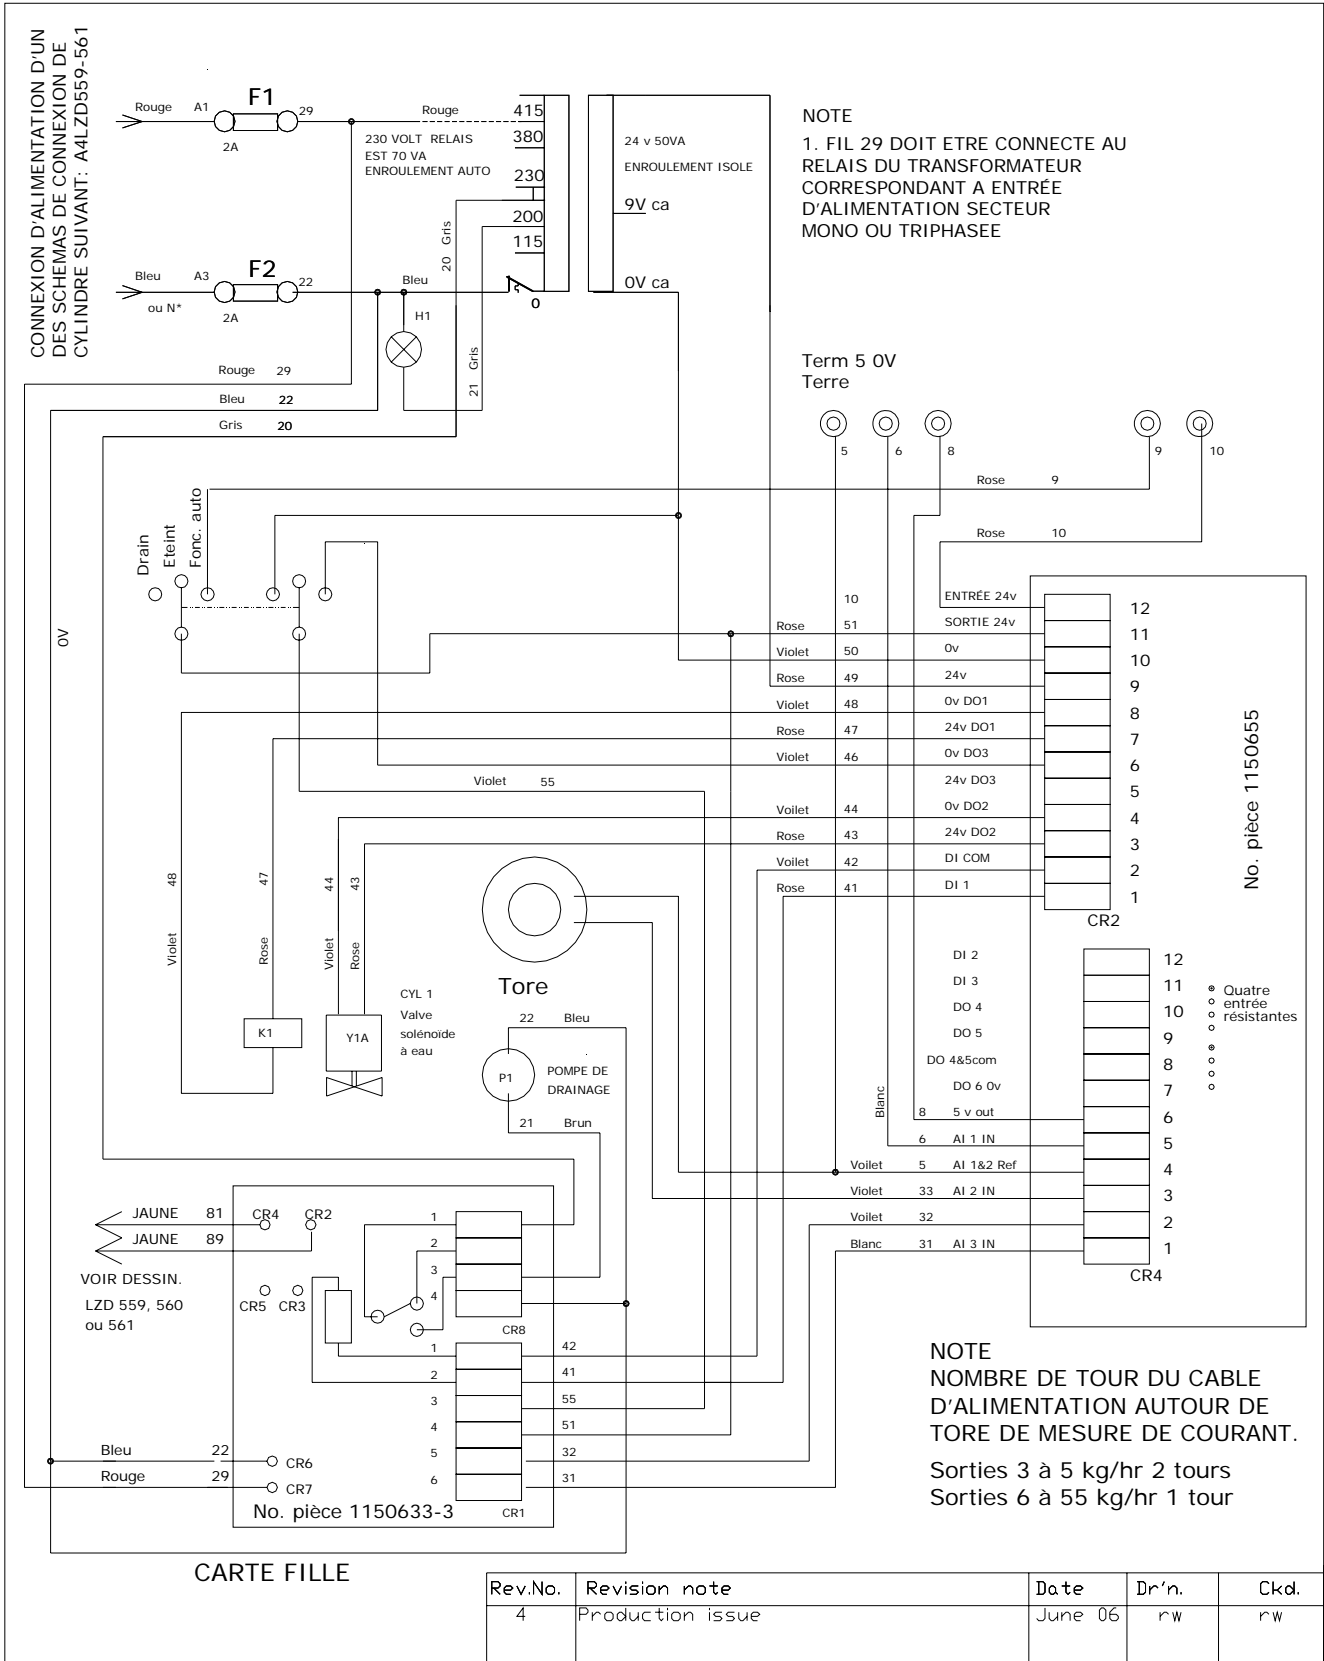 CONNEXION D'ALIMENTATION D'UN
DES SCHEMAS DE CONNEXION DE
CYLINDRE SUIVANT: A4LZD559-561
Rouge A1 F1 29 Rouge
2A
Bleu A3 F2 22 Bleu
ou N*
2A
H1
230 VOLT RELAIS
EST 70 VA
ENROULEMENT AUTO
415
380
230
200
115
0
20 Gris
21 Gris
24 v 50VA
ENROULEMENT ISOLE
9V ca
0V ca
NOTE
1. FIL 29 DOIT ETRE CONNECTE AU
RELAIS DU TRANSFORMATEUR
CORRESPONDANT A ENTRÉE
D'ALIMENTATION SECTEUR
MONO OU TRIPHASEE
Rouge 29
Bleu 22
Gris 20
Term 5 0V
Terre
5 6 8 9 10
Rose 9
Rose 10
Drain
Eteint
Fonc. auto
0V
10 ENTRÉE 24v 12
Rose 51 SORTIE 24v 11
Violet 50 0v 10
Rose 49 24v 9
Violet 48 0v DO1 8
Rose 47 24v DO1 7
Violet 46 0v DO3 6
24v DO3 5
Voilet 44 0v DO2 4
Rose 43 24v DO2 3
Voilet 42 DI COM 2
Rose 41 DI 1 1
CR2
No. pièce 1150655
Violet 55
Violet 48
Rose 47
Violet 44
Rose 43
Tore
K1
Y1A
CYL 1
Valve
solénoïde
à eau
22 Bleu
P1
POMPE DE
DRAINAGE
21 Brun
Blanc
DI 2 12
DI 3 11
DO 4 10
DO 5 9
DO 4&5com 8
DO 6 0v 7
8 5 v out 6
6 AI 1 IN 5
Voilet 5 AI 1&2 Ref 4
Violet 33 AI 2 IN 3
Voilet 32 2
Blanc 31 AI 3 IN 1
CR4
Quatre
entrée
résistantes
JAUNE 81 CR4 CR2
JAUNE 89
VOIR DESSIN.
LZD 559, 560
ou 561
CR5 CR3
1
2
3
4
CR8
1 42
2 41
3 55
4 51
5 32
6 31
CR1
Bleu 22 CR6
Rouge 29 CR7
No. pièce 1150633-3
CARTE FILLE
NOTE
NOMBRE DE TOUR DU CABLE
D'ALIMENTATION AUTOUR DE
TORE DE MESURE DE COURANT.
Sorties 3 à 5 kg/hr 2 tours
Sorties 6 à 55 kg/hr 1 tour
Rev.No. Revision note Date Dr'n. Ckd.
4 Production issue June 06 rw rw